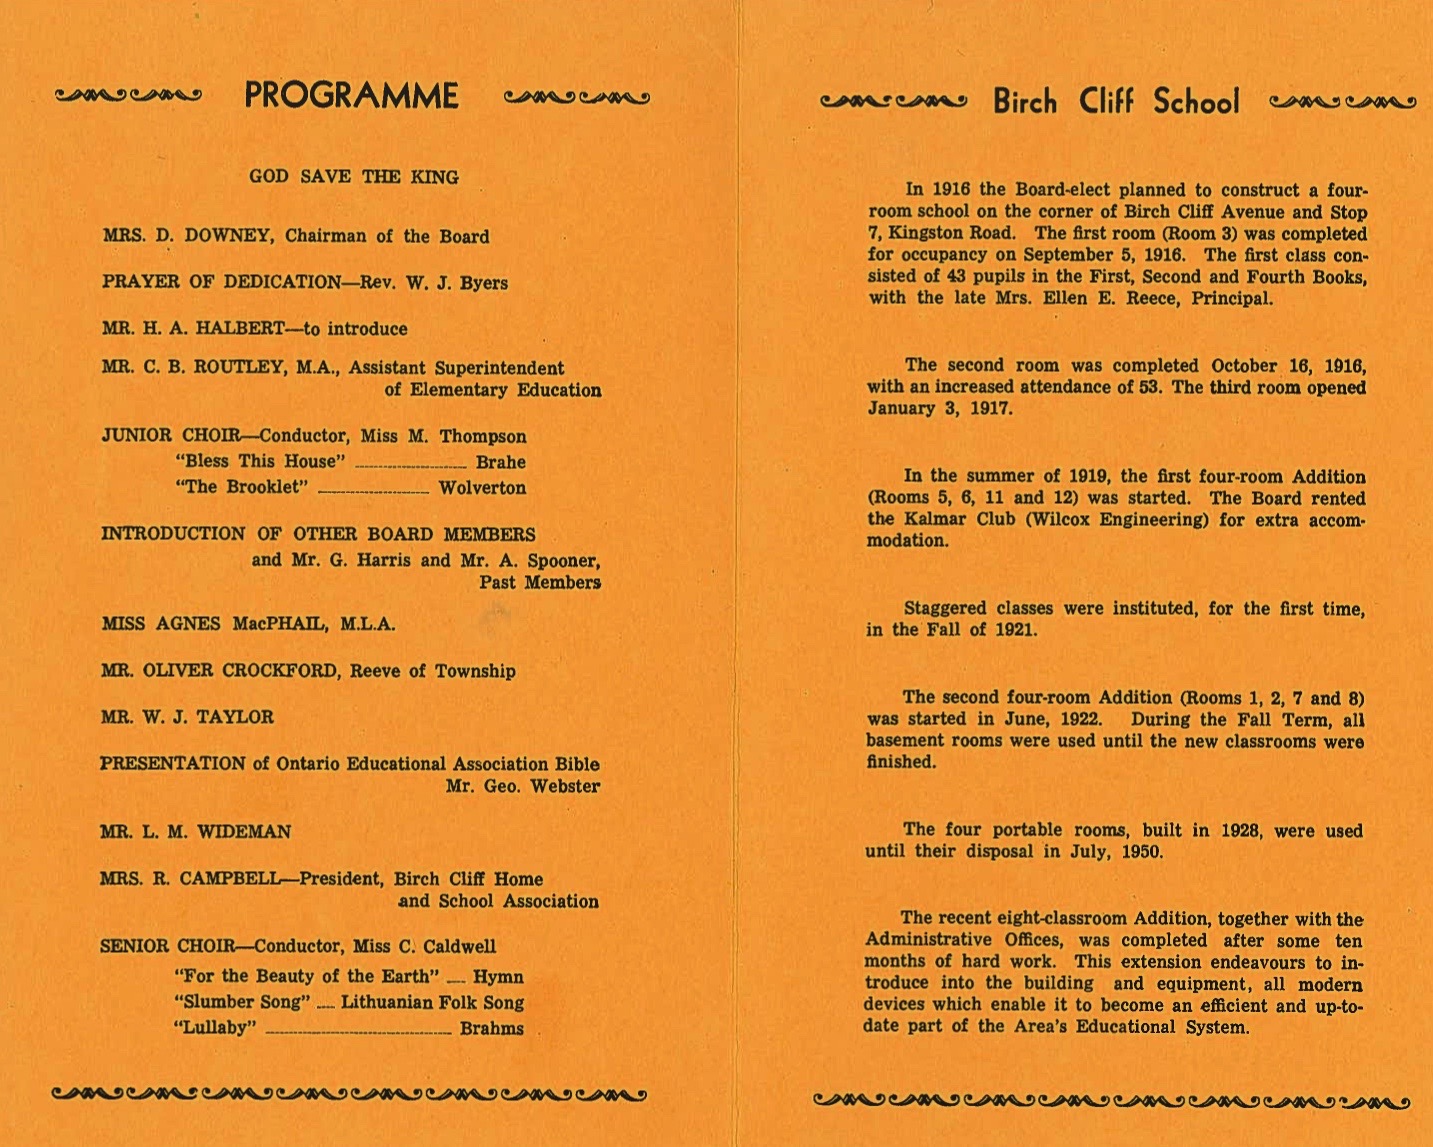 PROGRAMME
GOD SAVE THE KING
MRS. D. DOWNEY, Chairman of the Board
PRAYER OF DEDICATION—Rev. W. J. Byers
MR. H. A. HALBERT—to introduce
MR. C. B. ROUTLEY, M.A., Assistant Superintendent
of Elementary Education
JUNIOR CHOIR—Conductor, Miss M. Thompson
"Bless This House" ........................ Brahe
"The Brooklet" ........................ Wolverton
INTRODUCTION OF OTHER BOARD MEMBERS
and Mr. G. Harris and Mr. A. Spooner,
Past Members
MISS AGNES MacPHAIL, M.L.A.
MR. OLIVER CROCKFORD, Reeve of Township
MR. W. J. TAYLOR
PRESENTATION of Ontario Educational Association Bible
Mr. Geo. Webster
MR. L. M. WIDEMAN
MRS. R. CAMPBELL—President, Birch Cliff Home
and School Association
SENIOR CHOIR—Conductor, Miss C. Caldwell
"For the Beauty of the Earth" .... Hymn
"Slumber Song" .... Lithuanian Folk Song
"Lullaby" ........................................ Brahms
Birch Cliff School
In 1916 the Board-elect planned to construct a four-
room school on the corner of Birch Cliff Avenue and Stop
7, Kingston Road. The first room (Room 3) was completed
for occupancy on September 5, 1916. The first class con-
sisted of 43 pupils in the First, Second and Fourth Books,
with the late Mrs. Ellen E. Reece, Principal.
The second room was completed October 16, 1916,
with an increased attendance of 53. The third room opened
January 3, 1917.
In the summer of 1919, the first four-room Addition
(Rooms 5, 6, 11 and 12) was started. The Board rented
the Kalmar Club (Wilcox Engineering) for extra accom-
modation.
Staggered classes were instituted, for the first time,
in the Fall of 1921.
The second four-room Addition (Rooms 1, 2, 7 and 8)
was started in June, 1922. During the Fall Term, all
basement rooms were used until the new classrooms were
finished.
The four portable rooms, built in 1928, were used
until their disposal in July, 1950.
The recent eight-classroom Addition, together with the
Administrative Offices, was completed after some ten
months of hard work. This extension endeavours to in-
troduce into the building and equipment, all modern
devices which enable it to become an efficient and up-to-
date part of the Area's Educational System.